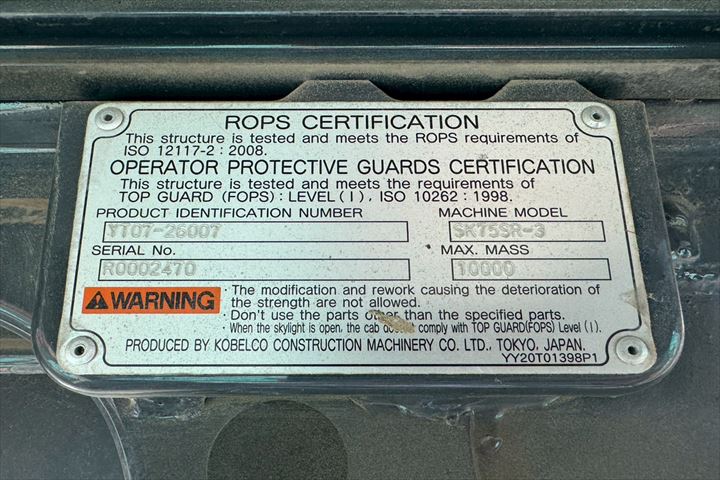 ROPS CERTIFICATION
This structure is tested and meets the ROPS requirements of
ISO 12117-2 : 2008.
OPERATOR PROTECTIVE GUARDS CERTIFICATION
This structure is tested and meets the requirements of
TOP GUARD (FOPS) : LEVEL ( I ) , ISO 10262 : 1998.
PRODUCT IDENTIFICATION NUMBER MACHINE MODEL
YT07-26007 SK75SR-3
SERIAL No. MAX. MASS
R0002470 10000
WARNING · The modification and rework causing the deterioration of
the strength are not allowed.
· Don't use the parts other than the specified parts.
· When the skylight is open, the cab comply with TOP GUARD(FOPS) Level ( I ).
PRODUCED BY KOBELCO CONSTRUCTION MACHINERY CO. LTD., TOKYO, JAPAN.
YY20T01398P1